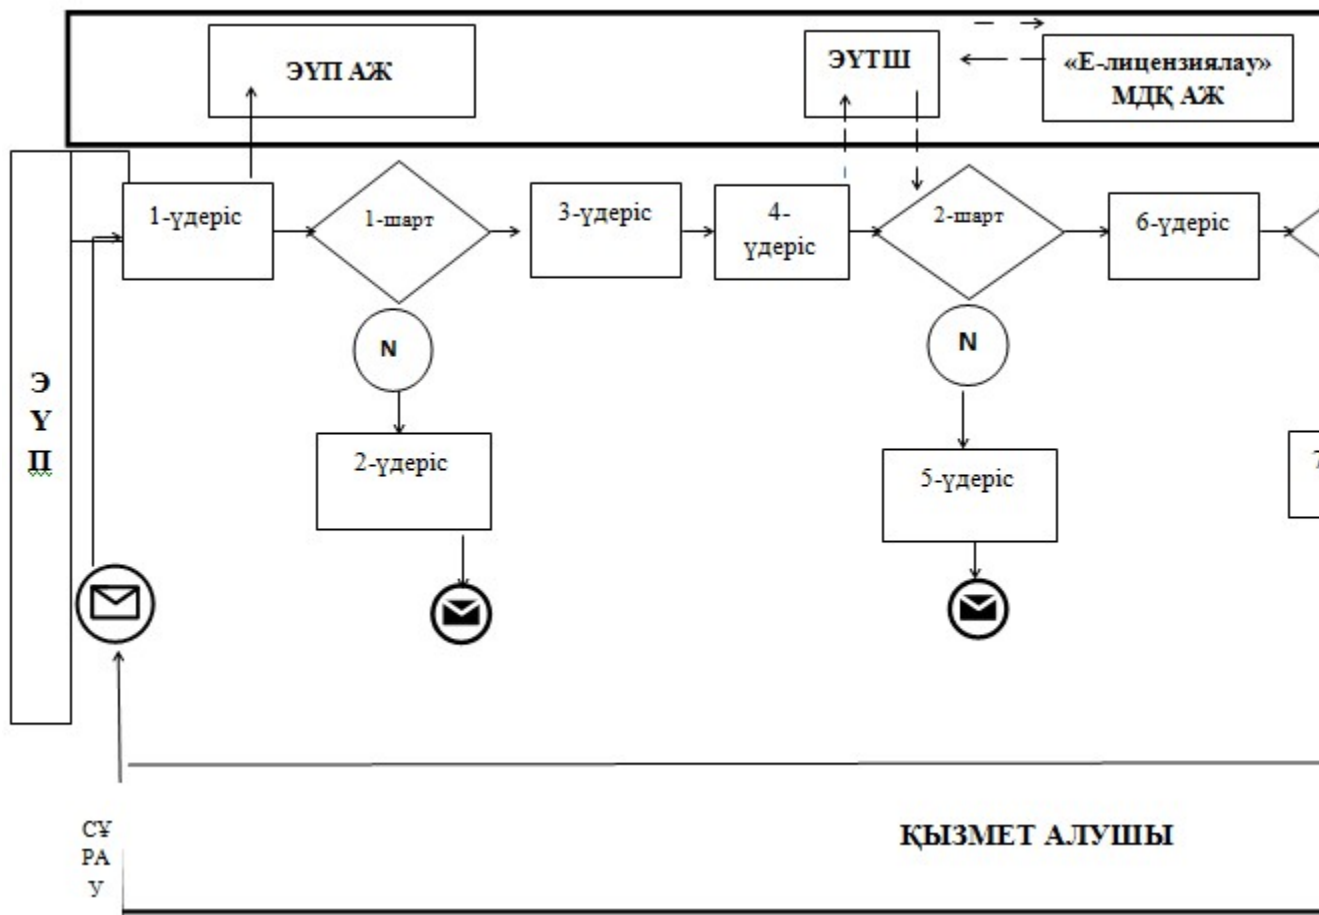 ЭҮП АЖ
ЭҮТШ
«Е-лицензиялау»
МДҚ АЖ
1-үдеріс
1-шарт
3-үдеріс
4-
үдеріс
2-шарт
6-үдеріс
N
N
Э
Ү
П
2-үдеріс
5-үдеріс
7
СҰ
РА
У
ҚЫЗМЕТ АЛУШЫ